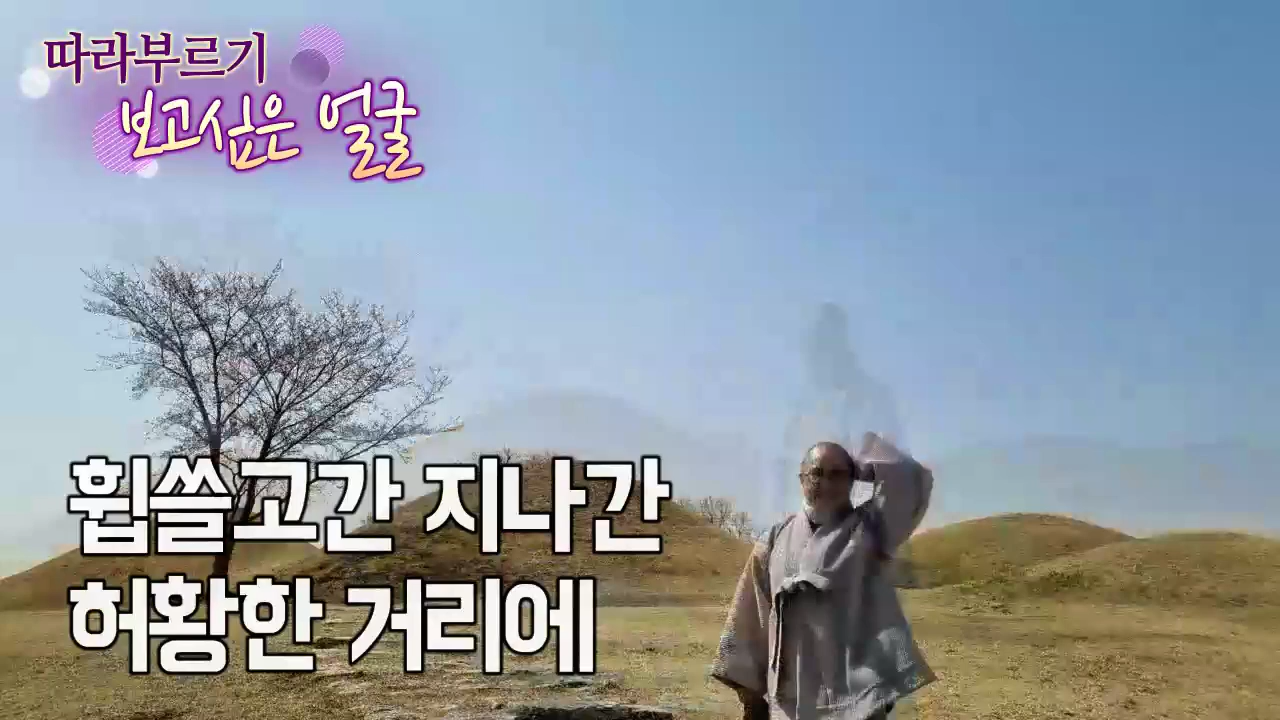 따라부르기
보고싶은 얼굴
휩쓸고간 지나간
허황한 거리에